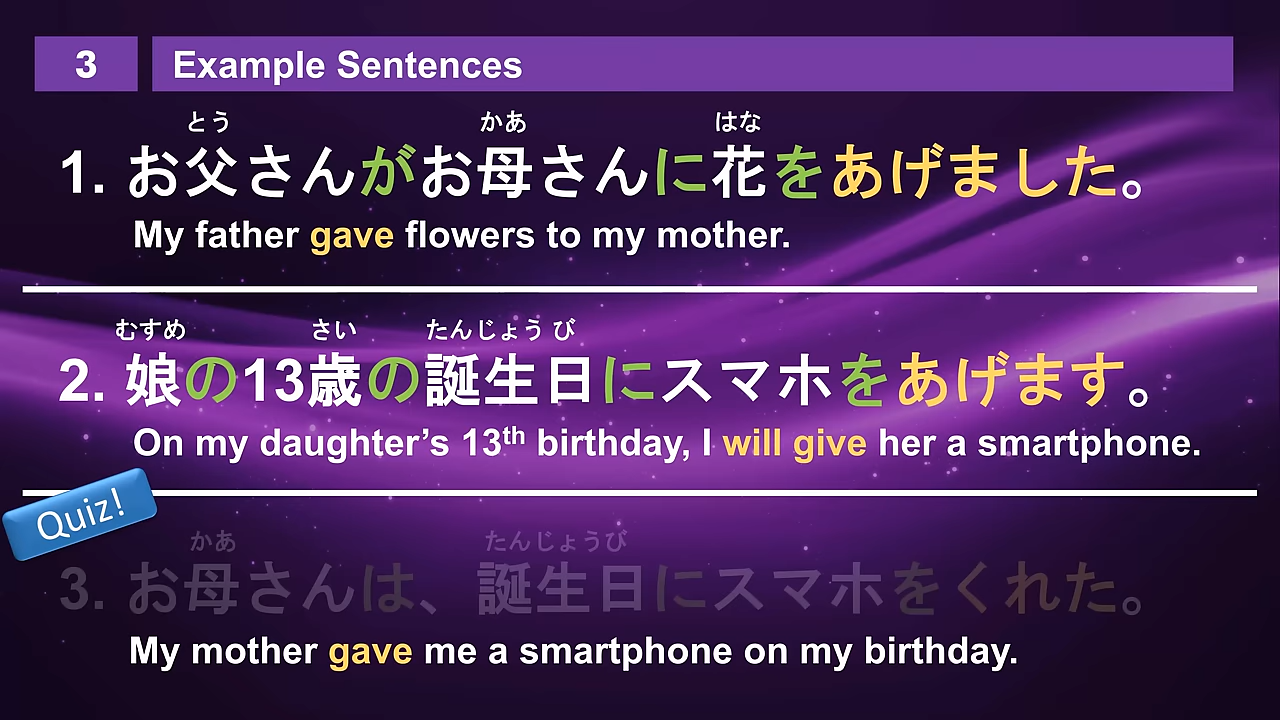 3 Example Sentences
とう かあ はな
1. お父さんがお母さんに花をあげました。
My father gave flowers to my mother.
むすめ さい たんじょう び
2. 娘の13歳の誕生日にスマホをあげます。
On my daughter’s 13th birthday, I will give her a smartphone.
Quiz!
かあ たんじょうび
3. お母さんは、誕生日にスマホをくれた。
My mother gave me a smartphone on my birthday.